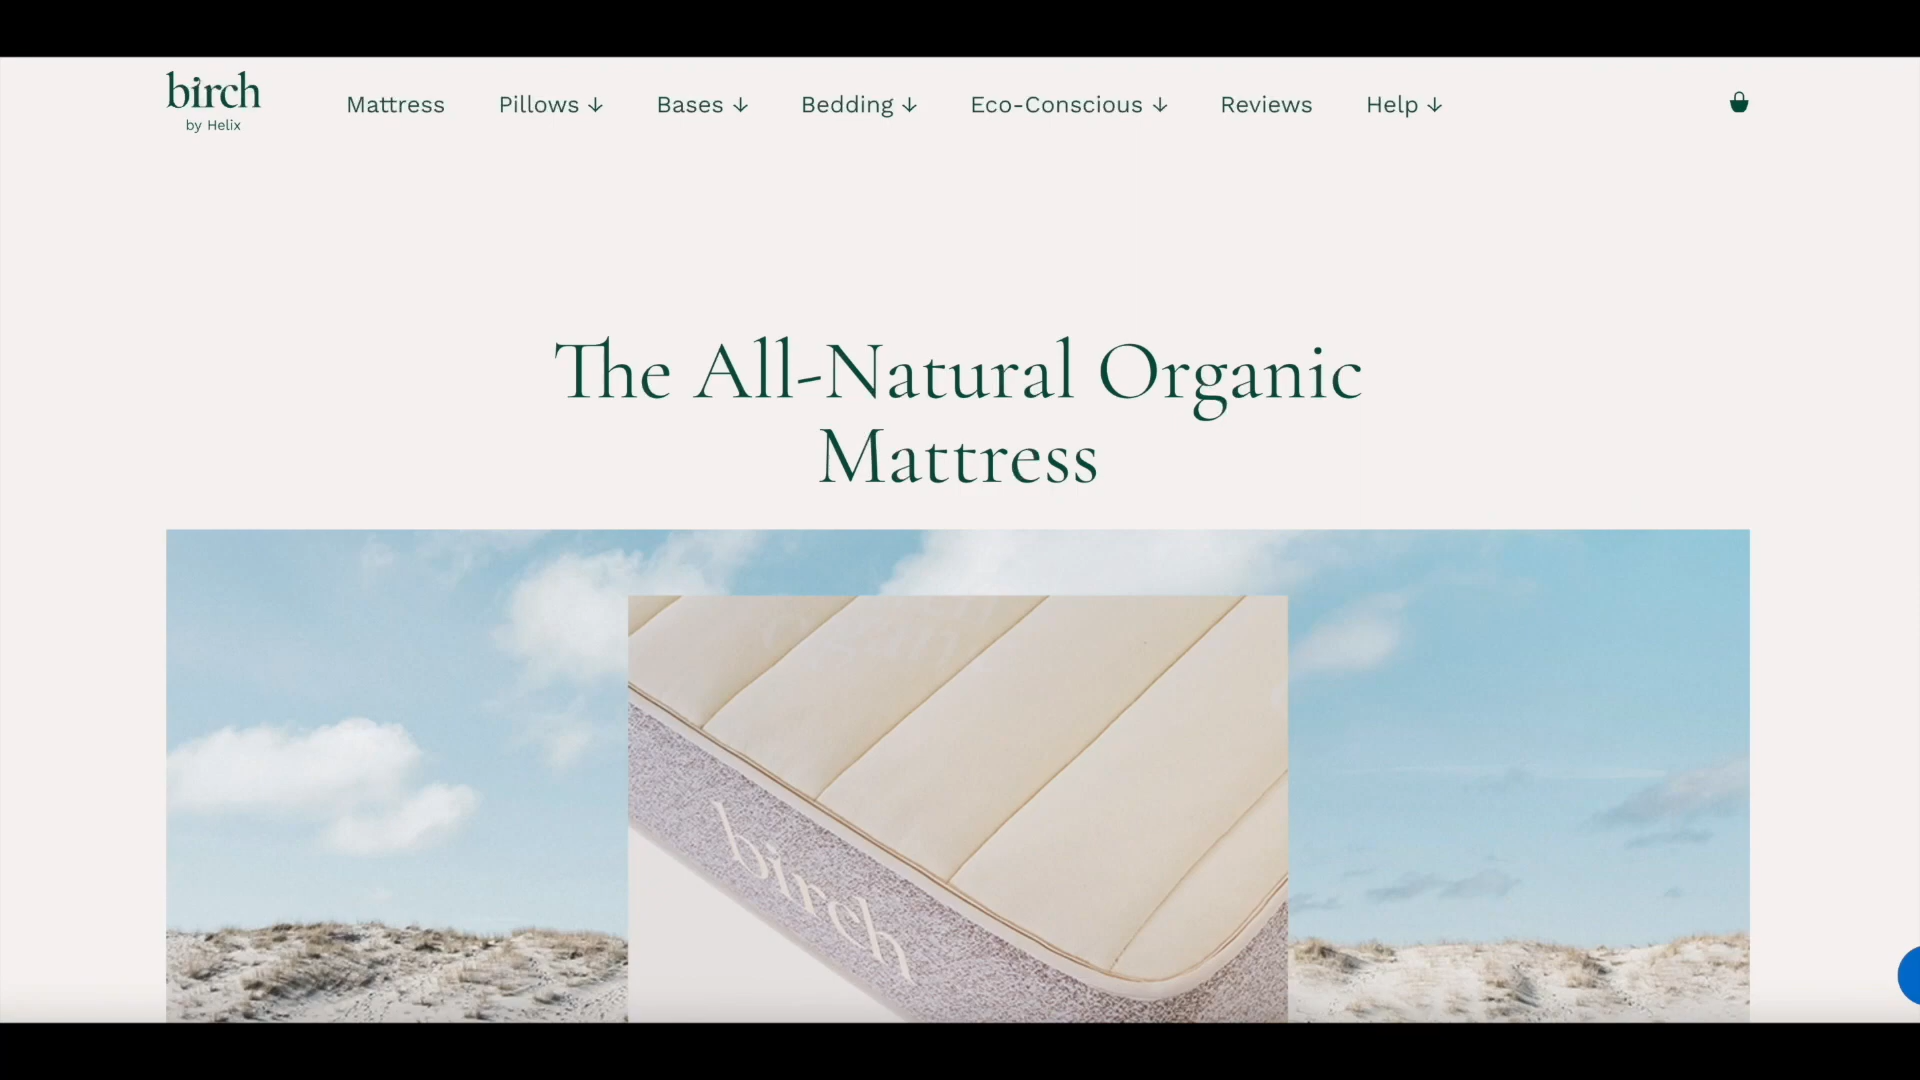 birch
by Helix
Mattress
Pillows ↓
Bases ↓
Bedding ↓
Eco-Conscious ↓
Reviews
Help ↓
The All-Natural Organic
Mattress
birch